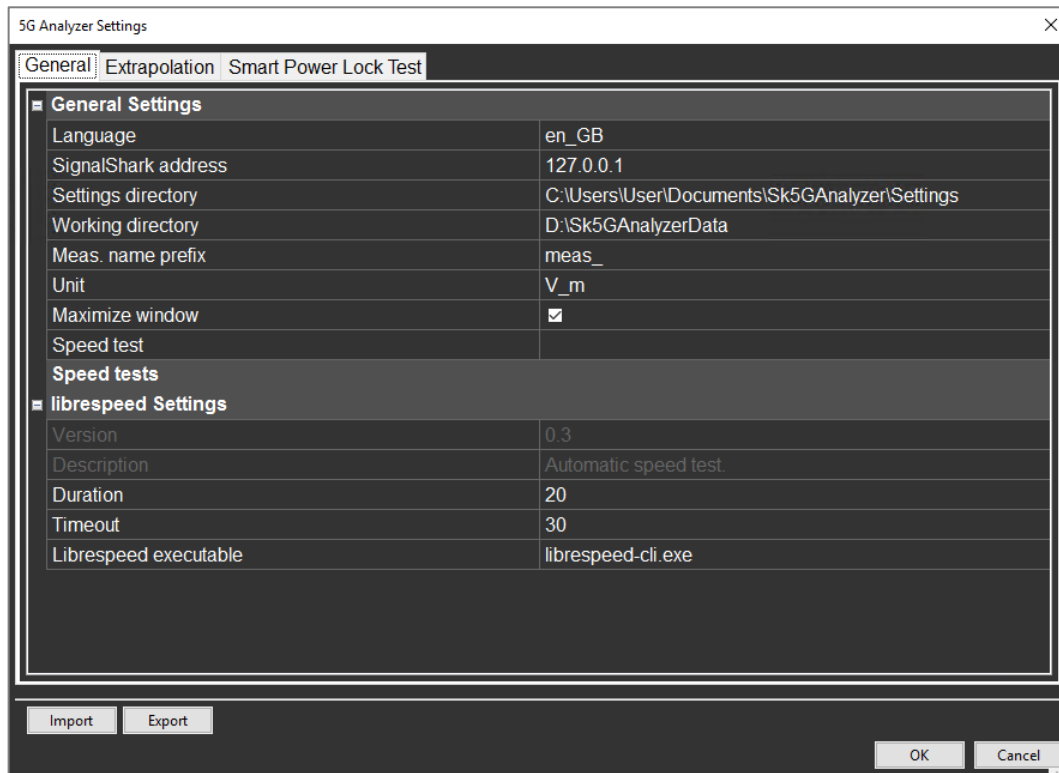 5G Analyzer Settings
General Extrapolation Smart Power Lock Test
General Settings
Language en_GB
SignalShark address 127.0.0.1
Settings directory C:\Users\User\Documents\Sk5GAnalyzer\Settings
Working directory D:\Sk5GAnalyzerData
Meas. name prefix meas_
Unit V_m
Maximize window
Speed test
Speed tests
librespeed Settings
Version 0.3
Description Automatic speed test.
Duration 20
Timeout 30
Librespeed executable librespeed-cli.exe
Import Export
OK Cancel